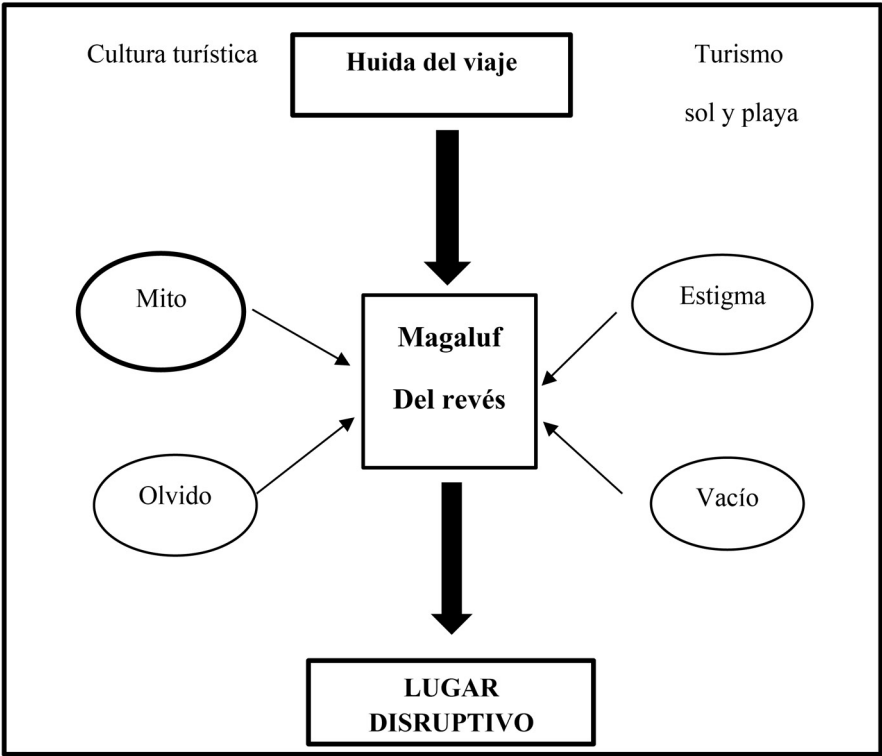 Cultura turística
Huida del viaje
Turismo
sol y playa
Mito
Estigma
Magaluf
Del revés
Olvido
Vacío
LUGAR
DISRUPTIVO